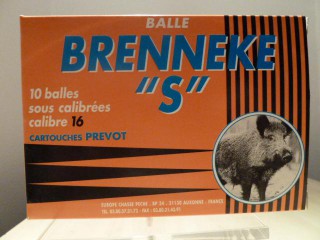 BALLE
BRENNEKE
"S"
10 balles
sous calibrées
calibre 16
CARTOUCHES PREVOT